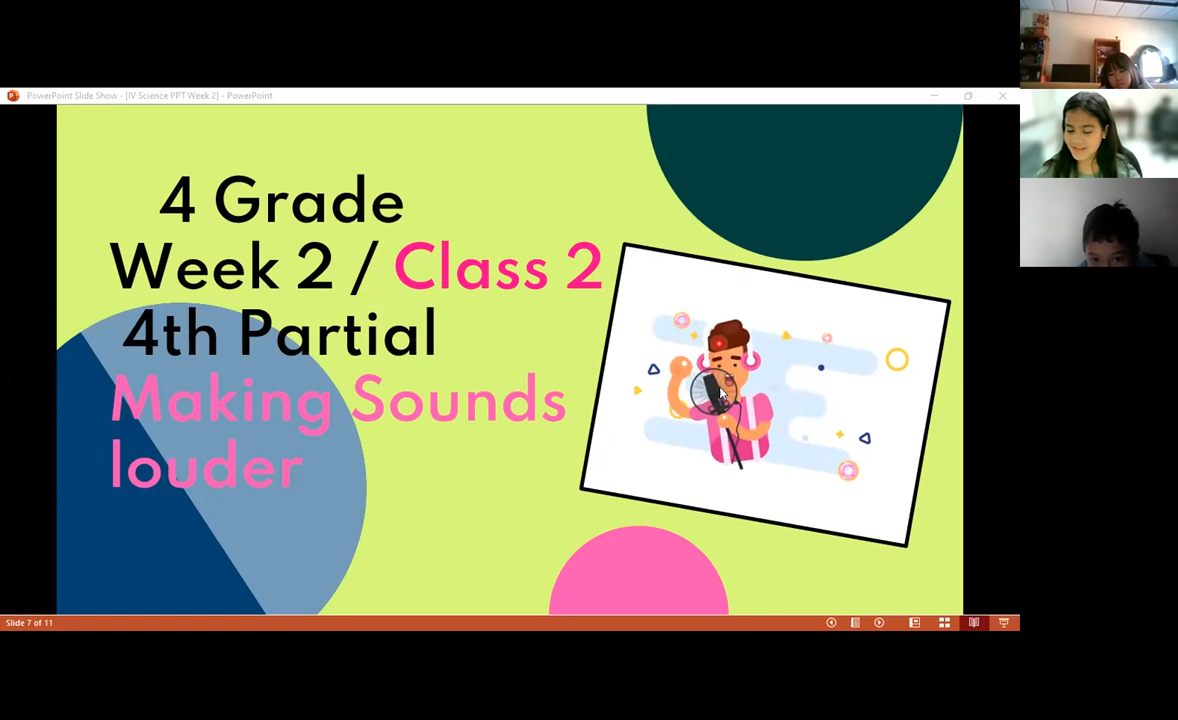 PowerPoint Slide Show - [IV Science PPT Week 2] - PowerPoint
4 Grade
Week 2 / Class 2
4th Partial
Making Sounds
louder
Slide 7 of 11